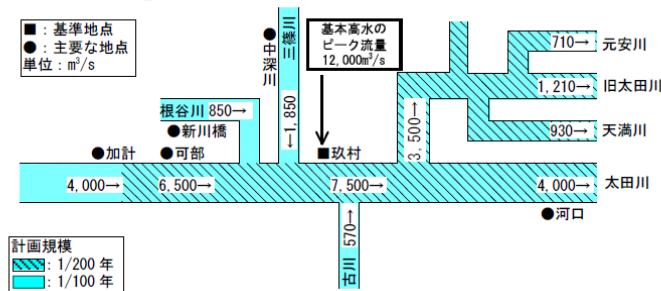 ■：基準地点
●：主要な地点
単位：m³/s
●中深川
三篠川
←1,850
基本高水の
ピーク流量
12,000m³/s
710→
元安川
1,210→
旧太田川
930→
天満川
3,500→
根谷川 850→
●新川橋
●加計
●可部
■玖村
4,000→
6,500→
7,500→
4,000→
太田川
●河口
古川 570→
計画規模
：1/200 年
：1/100 年